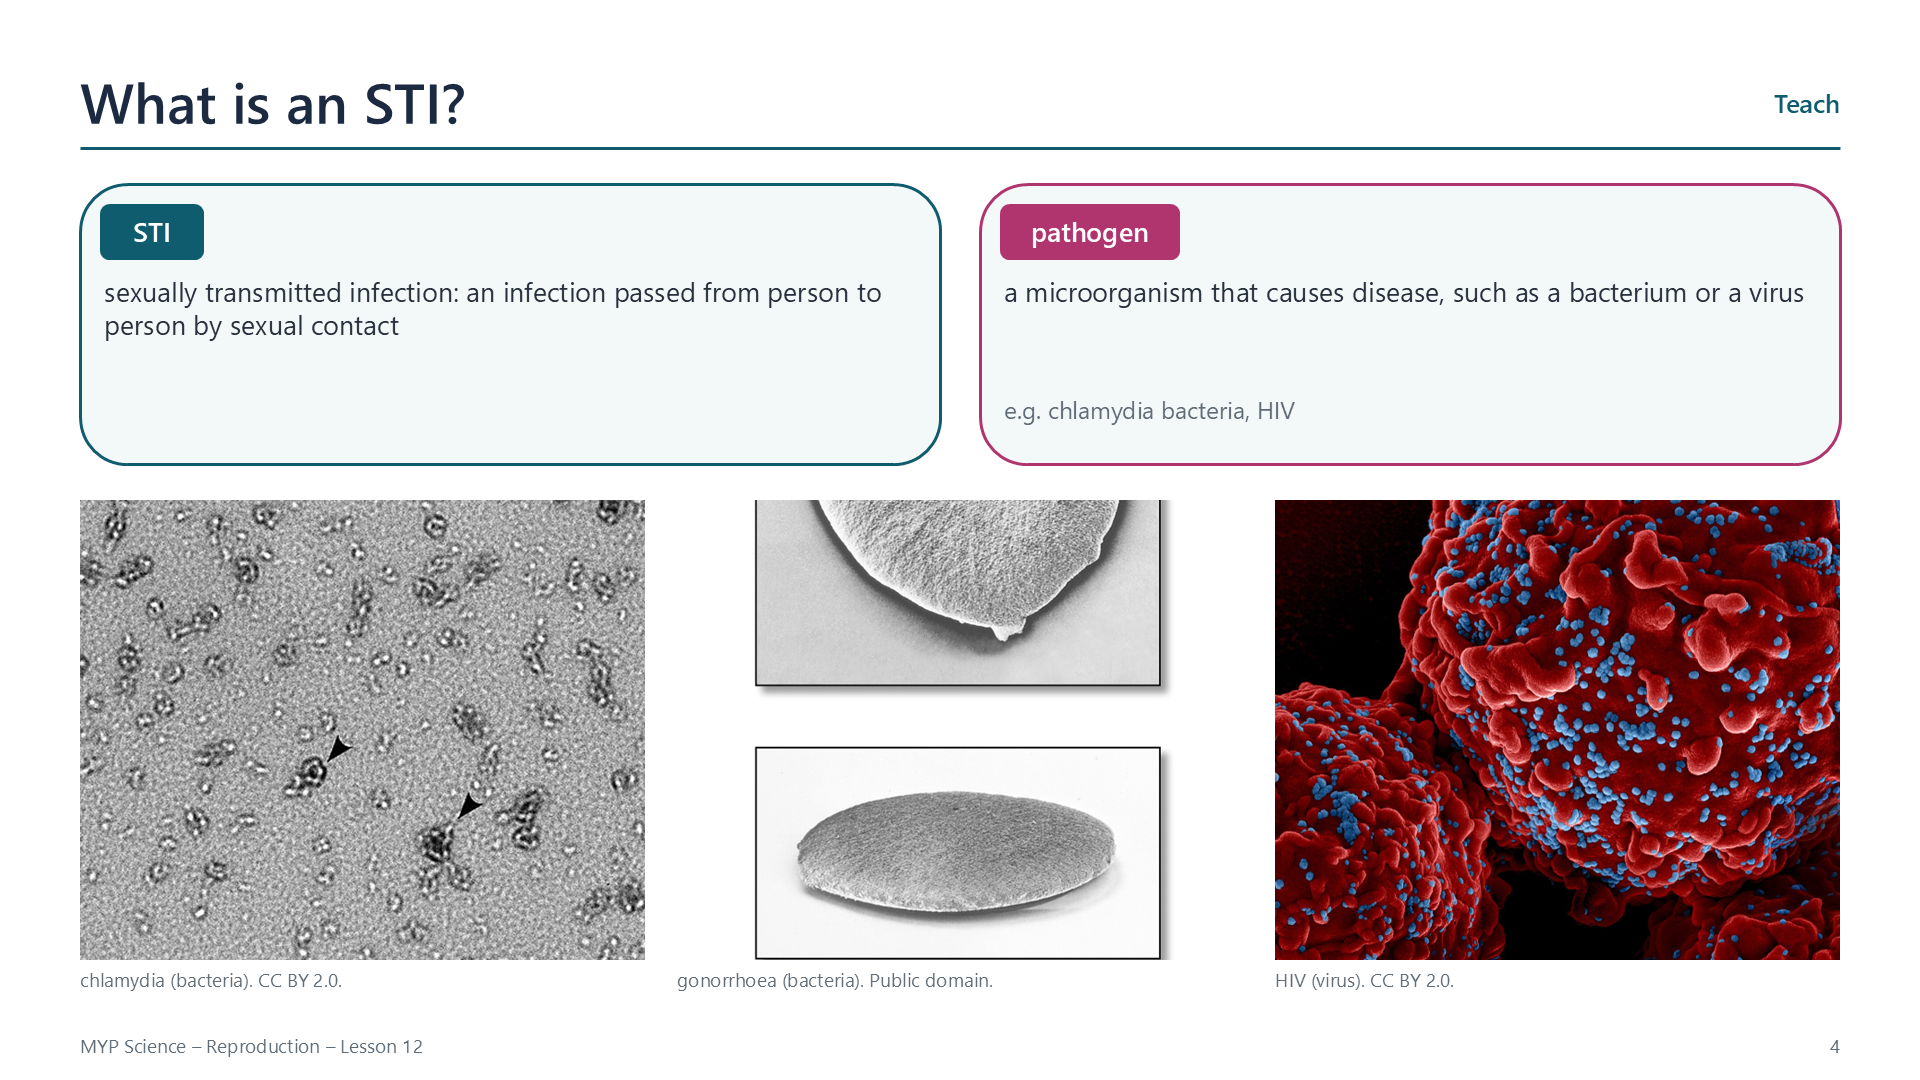 What is an STI?
Teach
STI
sexually transmitted infection: an infection passed from person to
person by sexual contact
pathogen
a microorganism that causes disease, such as a bacterium or a virus
e.g. chlamydia bacteria, HIV
chlamydia (bacteria). CC BY 2.0.
gonorrhoea (bacteria). Public domain.
HIV (virus). CC BY 2.0.
MYP Science – Reproduction – Lesson 12
4